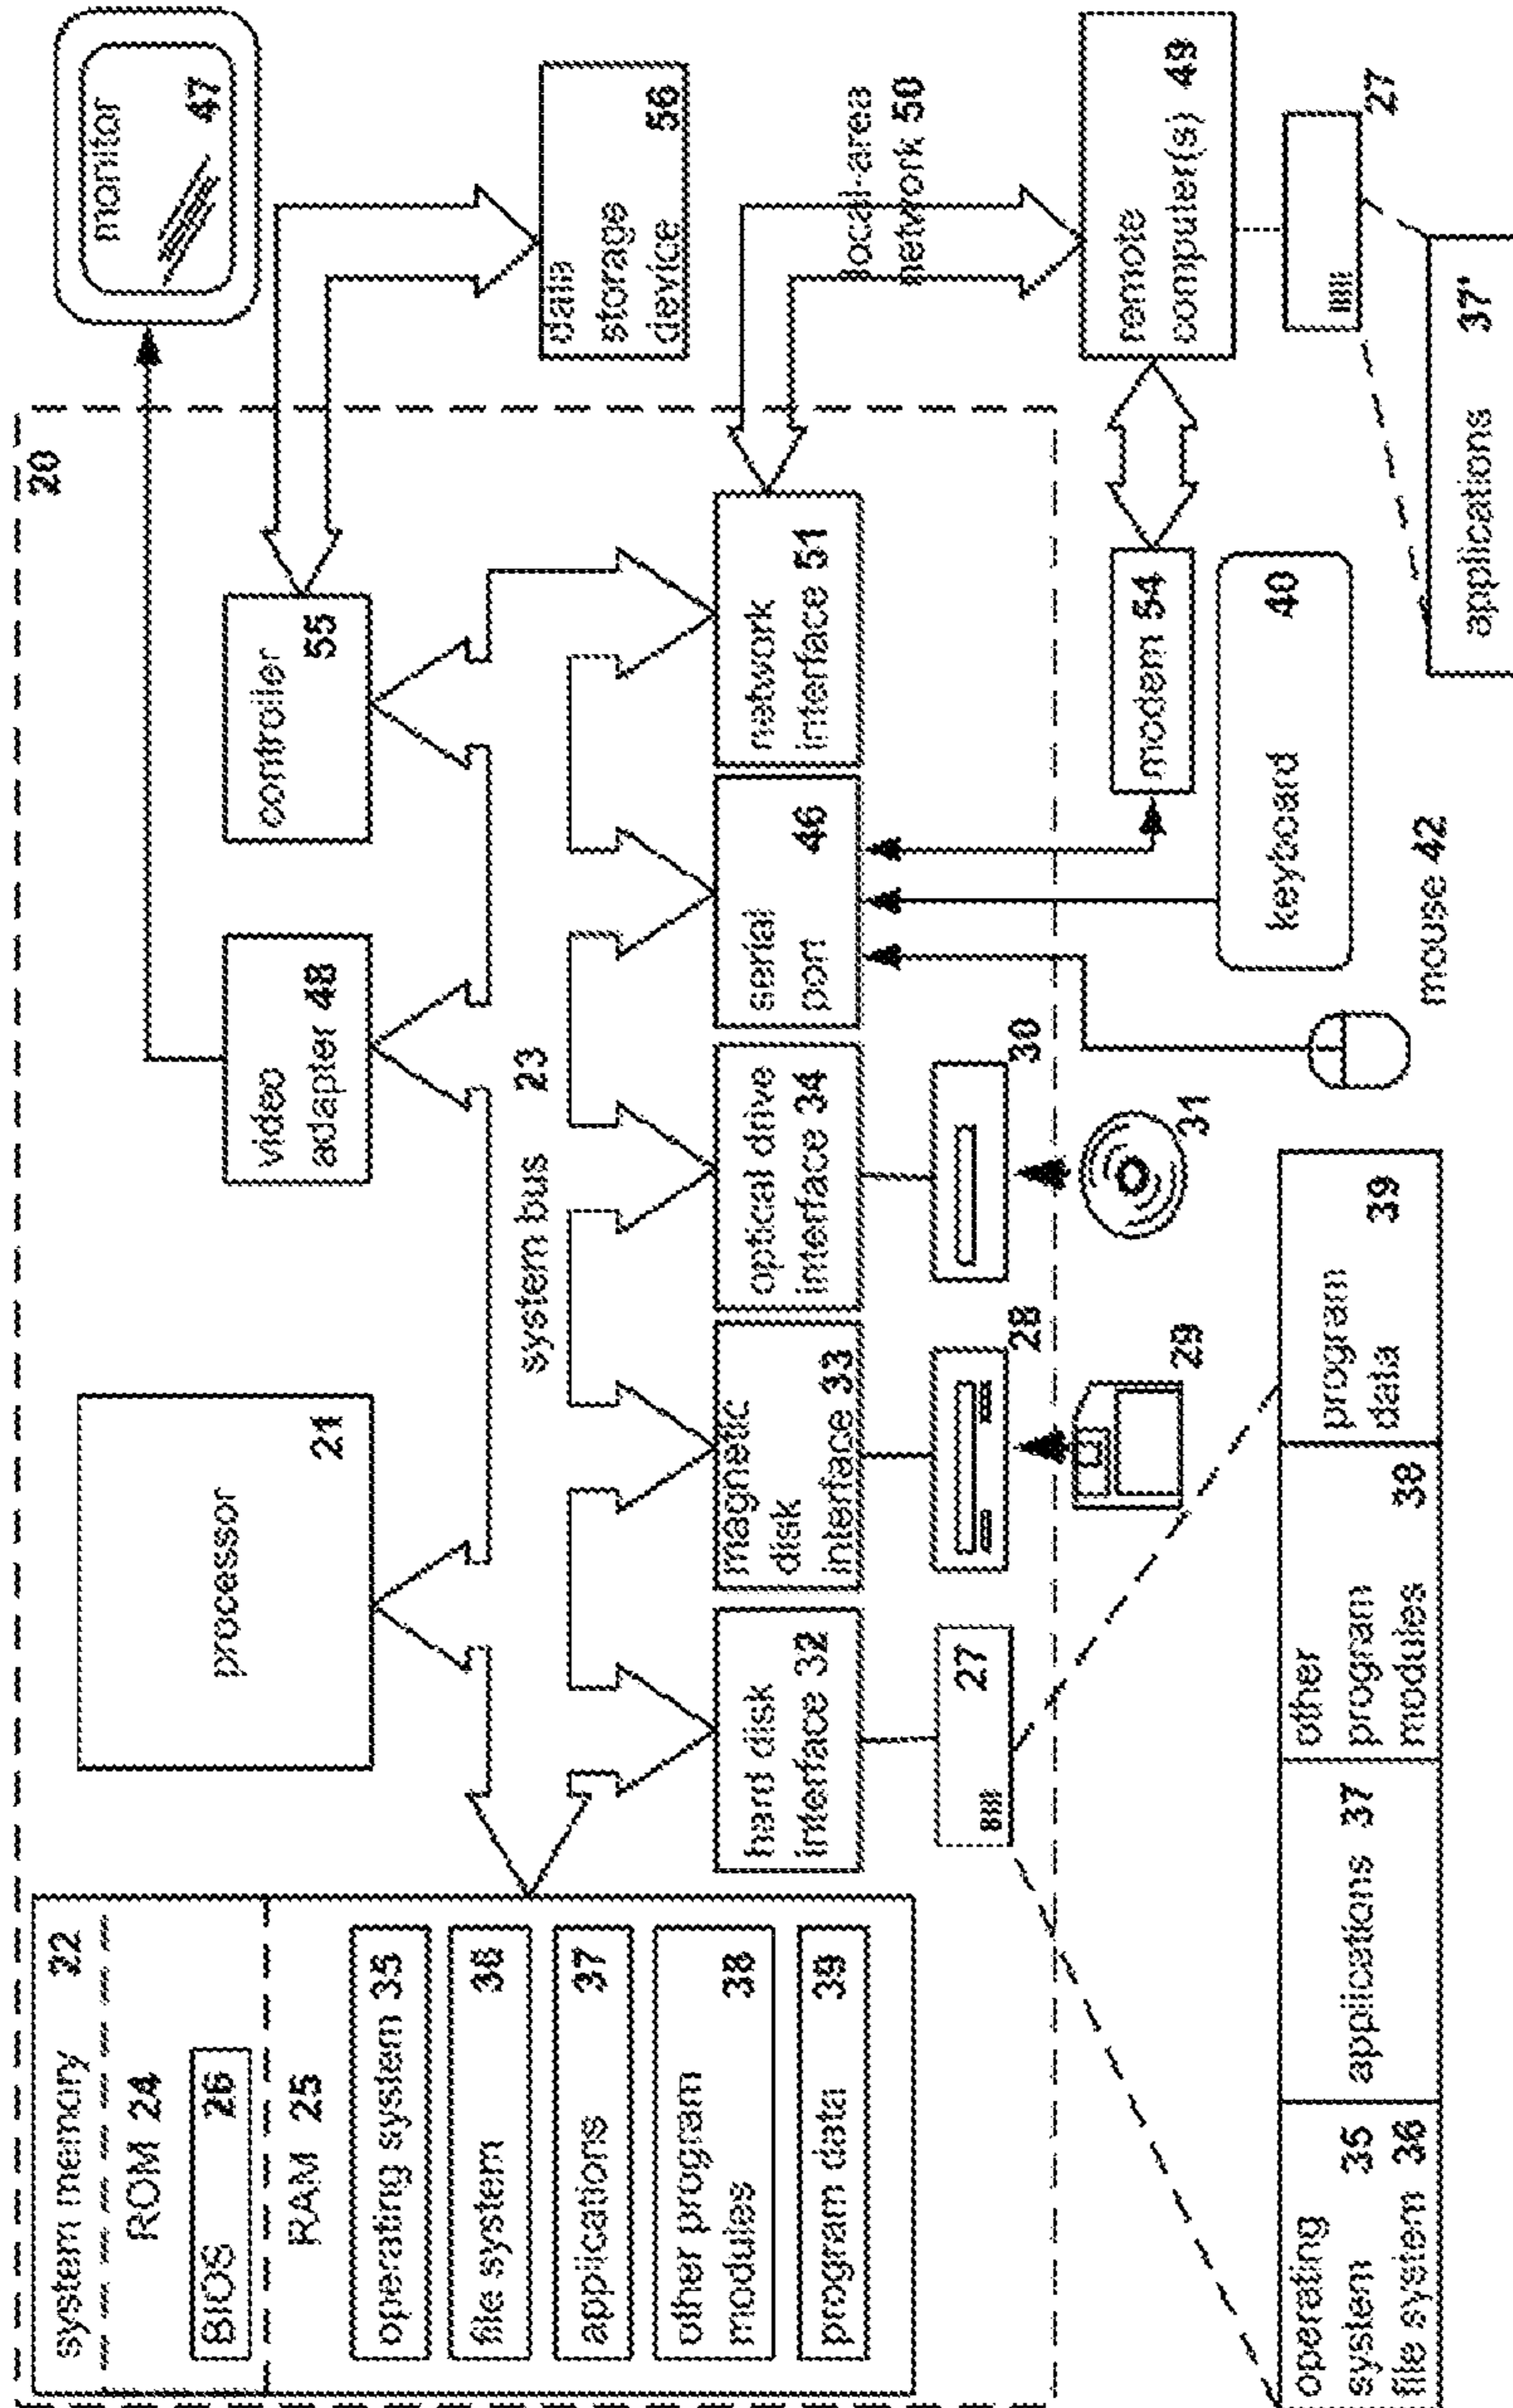 system memory 22
ROM 24
BIOS 26
RAM 25
operating system 35
file system 36
applications 37
other program
modules 38
program data 39
processor
21
video
adapter 48
controller
55
20
monitor
47
system bus 23
data
storage
device 56
hard disk
interface 32
magnetic
disk
interface 33
optical drive
interface 34
serial
port 46
network
interface 51
local-area
network 50
27
28
30
29
31
modem 54
remote
computer(s) 49
keyboard 40
27
mouse 42
operating
system 35
file system 36
applications 37
other
program
modules 38
program
data 39
applications 37'